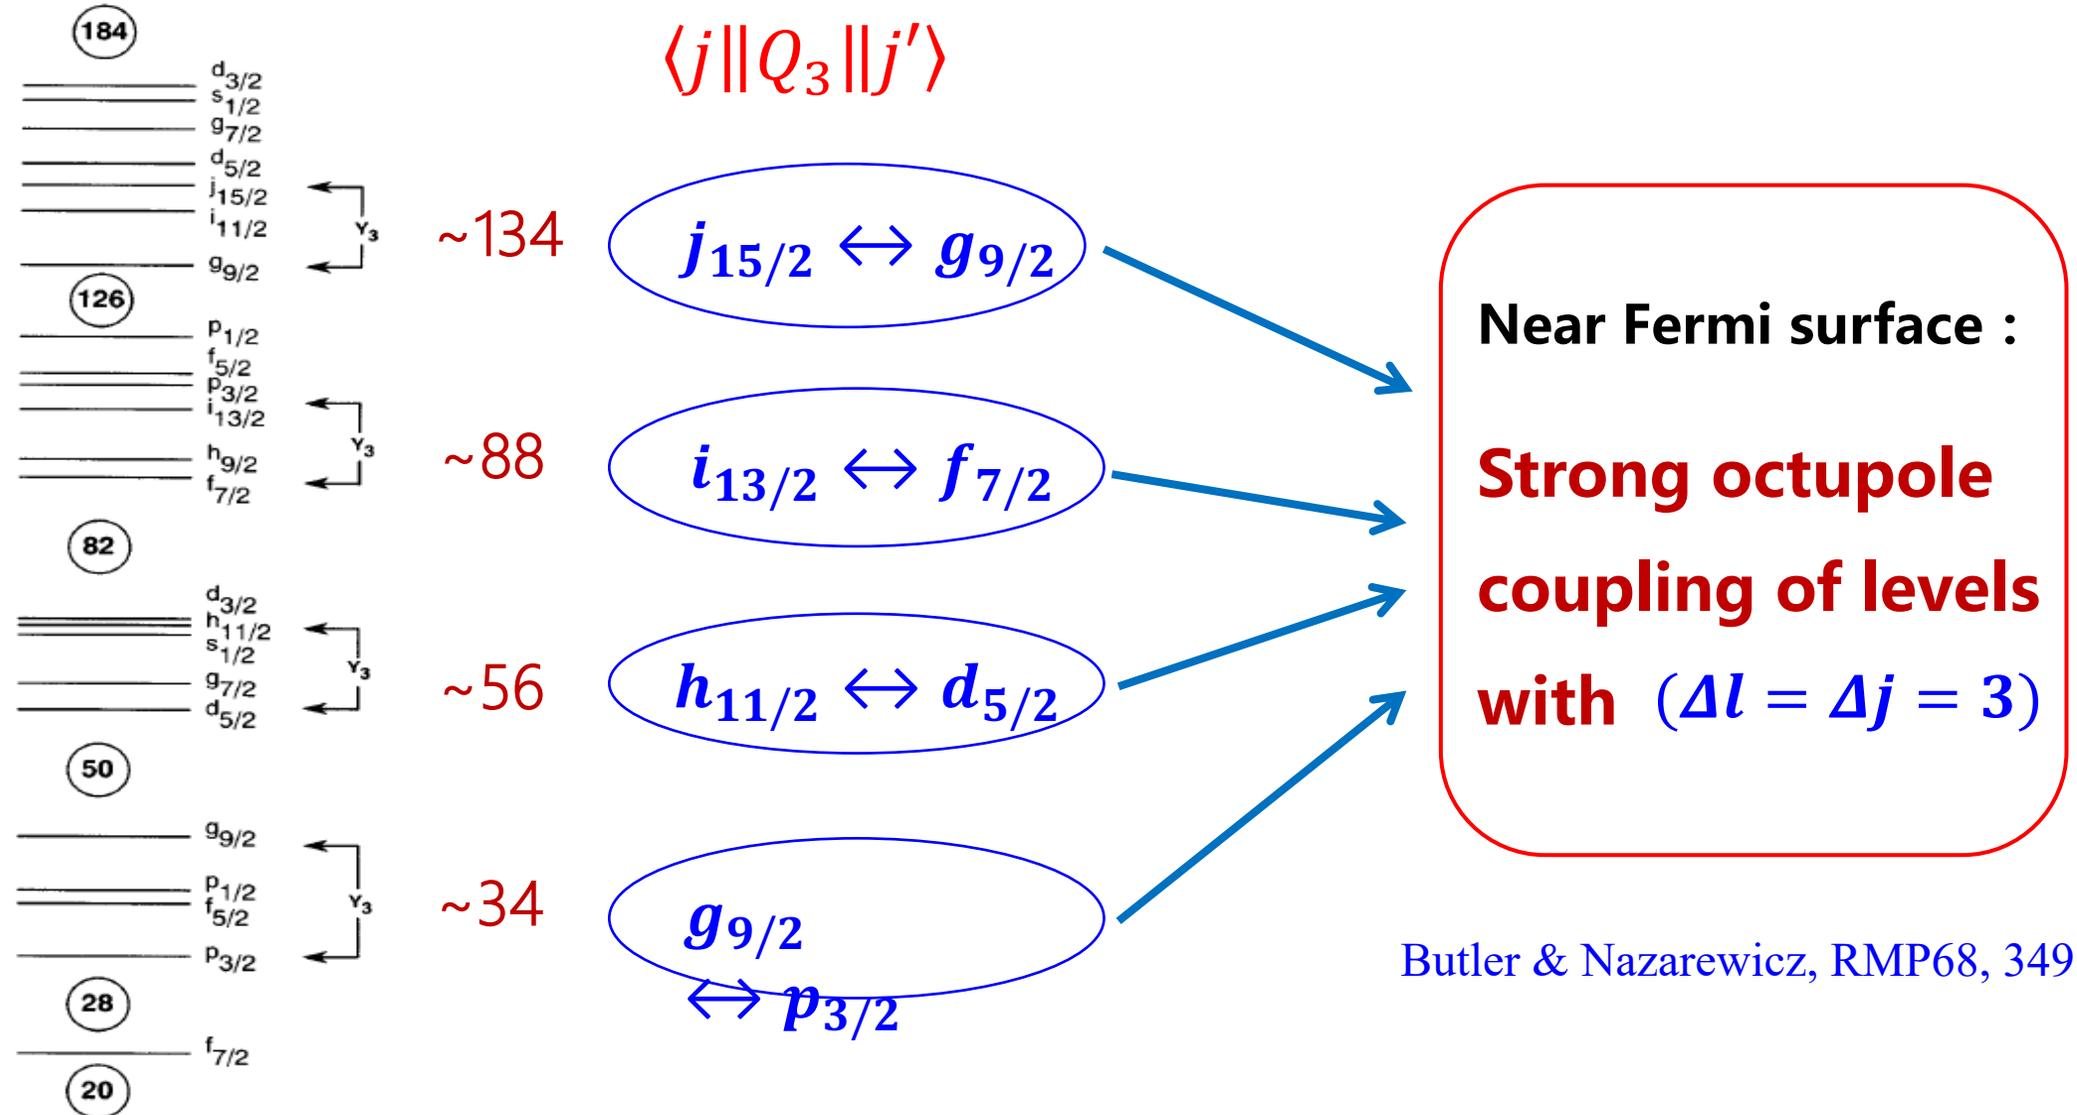 184
d3/2
s1/2
g7/2
d5/2
j15/2
i11/2
g9/2
Y3
126
p1/2
f5/2
p3/2
i13/2
h9/2
f7/2
Y3
82
d3/2
h11/2
s1/2
g7/2
d5/2
Y3
50
g9/2
p1/2
f5/2
p3/2
Y3
28
f7/2
20
⟨j‖Q3‖j′⟩
~134
j15/2 ↔ g9/2
~88
i13/2 ↔ f7/2
~56
h11/2 ↔ d5/2
~34
g9/2
↔ p3/2
Near Fermi surface :
Strong octupole
coupling of levels
with (Δl = Δj = 3)
Butler & Nazarewicz, RMP68, 349